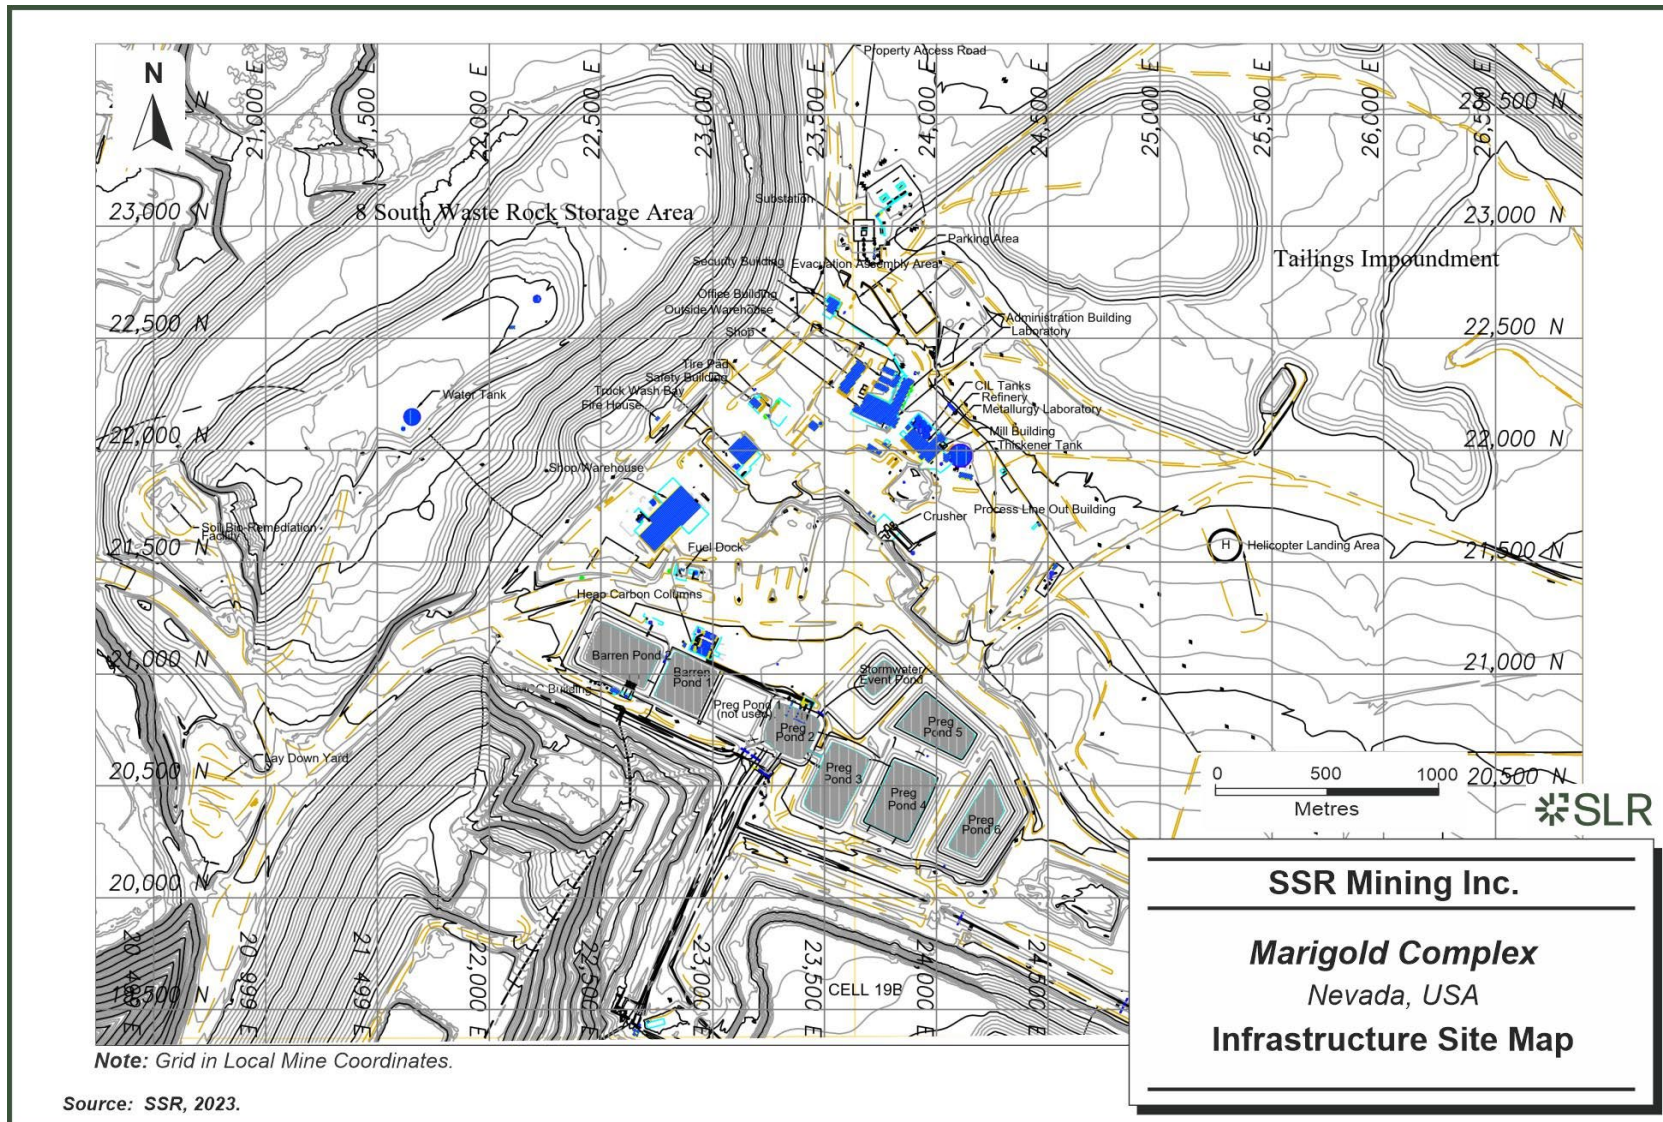 Property Access Road
N
21,000 E
21,500 E
22,000 E
22,500 E
23,000 E
23,500 E
24,000 E
24,500 E
25,000 E
25,500 E
26,000 E
26,500 E
N
500 N
Substation
8 South Waste Rock Storage Area
23,000 N
23,000 N
Parking Area
Security Building
Evacuation Assembly Area
Tailings Impoundment
Office Building
Outside Warehouse
Administration Building
22,500 N
22,500 N
Shop
Laboratory
Tire Pad
Safety Building
CIL Tanks
Truck Wash Bay
Refinery
Water Tank
Fire House
Metallurgy Laboratory
22,000 N
Mill Building
22,000 N
Thickener Tank
Shop/Warehouse
Process Line Out Building
Crusher
Soil Bio-Remediation
Facility
21,500 N
Fuel Dock
H
Helicopter Landing Area
21,500 N
Heap Carbon Columns
21,000 N
Barren Pond 2
Barren
Pond 1
Stormwater
Event Pond
21,000 N
MCC Building
Preg Pond 1
(not used)
Preg
Pond 2
Preg
Pond 5
Lay Down Yard
20,500 N
Preg
Pond 3
Preg
Pond 4
Preg
Pond 6
0 500 1000
Metres
20,500 N
SLR
20,000 N
20,499 E
20,999 E
21,499 E
22,000 E
22,500 E
23,000 E
23,500 E
24,000 E
24,500 E
19,500 N
CELL 19B
SSR Mining Inc.
Marigold Complex
Nevada, USA
Infrastructure Site Map
Note: Grid in Local Mine Coordinates.
Source: SSR, 2023.